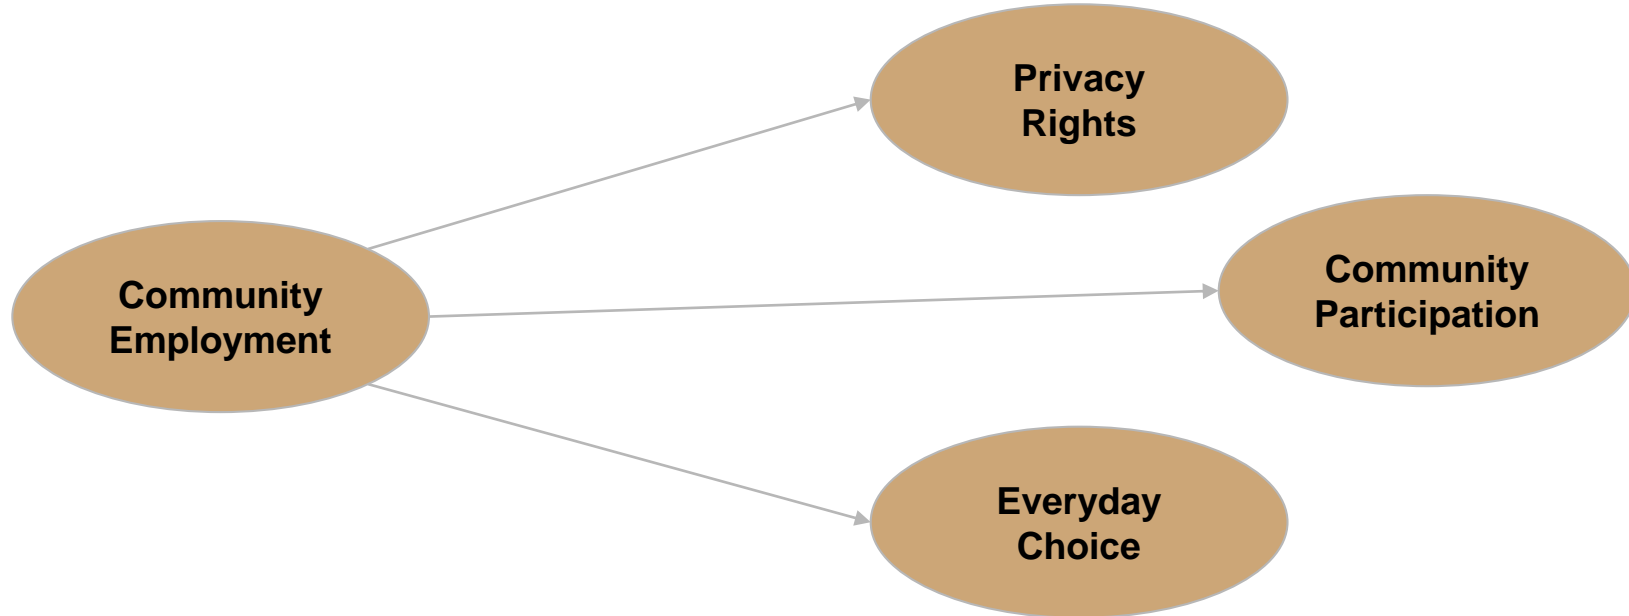 Privacy
Rights
Community
Employment
Community
Participation
Everyday
Choice